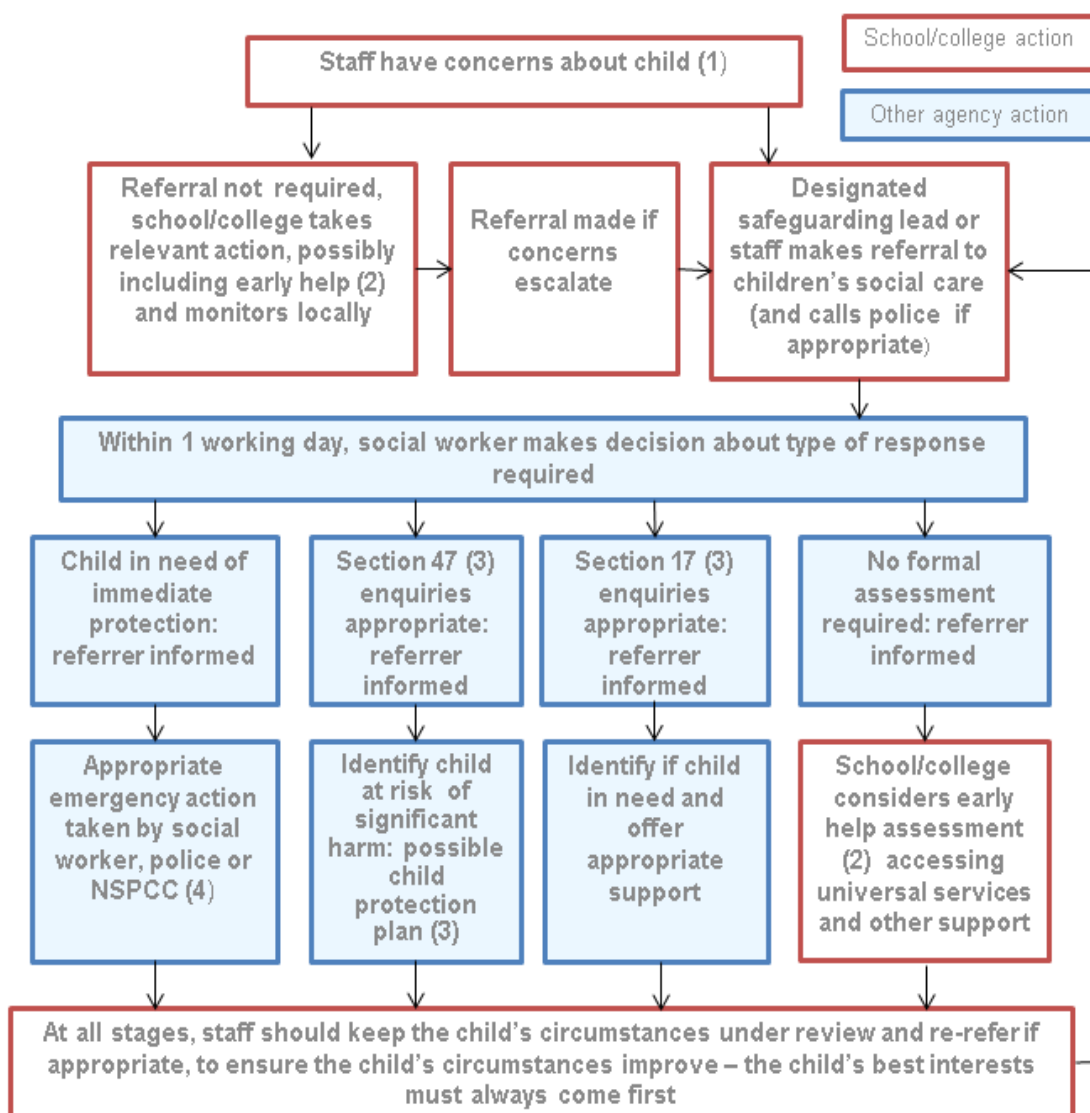 School/college action
Staff have concerns about child (1)
Other agency action
Referral not required,
school/college takes
relevant action, possibly
including early help (2)
and monitors locally
Referral made if
concerns
escalate
Designated
safeguarding lead or
staff makes referral to
children’s social care
(and calls police if
appropriate)
Within 1 working day, social worker makes decision about type of response
required
Child in need of
immediate
protection:
referrer informed
Section 47 (3)
enquiries
appropriate:
referrer
informed
Section 17 (3)
enquiries
appropriate:
referrer
informed
No formal
assessment
required: referrer
informed
Appropriate
emergency action
taken by social
worker, police or
NSPCC (4)
Identify child
at risk of
significant
harm: possible
child
protection
plan (3)
Identify if child
in need and
offer
appropriate
support
School/college
considers early
help assessment
(2) accessing
universal services
and other support
At all stages, staff should keep the child’s circumstances under review and re-refer if
appropriate, to ensure the child’s circumstances improve – the child’s best interests
must always come first